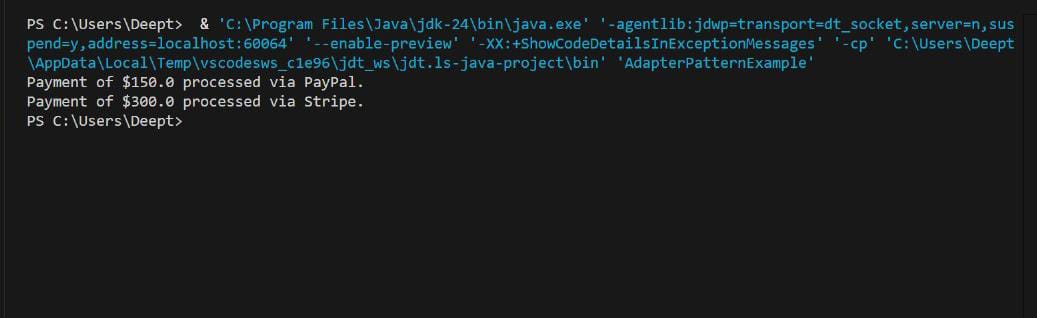 PS C:\Users\Deept>  & 'C:\Program Files\Java\jdk-24\bin\java.exe' '-agentlib:jdwp=transport=dt_socket,server=n,sus
pend=y,address=localhost:60064' '--enable-preview' '-XX:+ShowCodeDetailsInExceptionMessages' '-cp' 'C:\Users\Deept
\AppData\Local\Temp\vscodesws_c1e96\jdt_ws\jdt.ls-java-project\bin' 'AdapterPatternExample'
Payment of $150.0 processed via PayPal.
Payment of $300.0 processed via Stripe.
PS C:\Users\Deept>